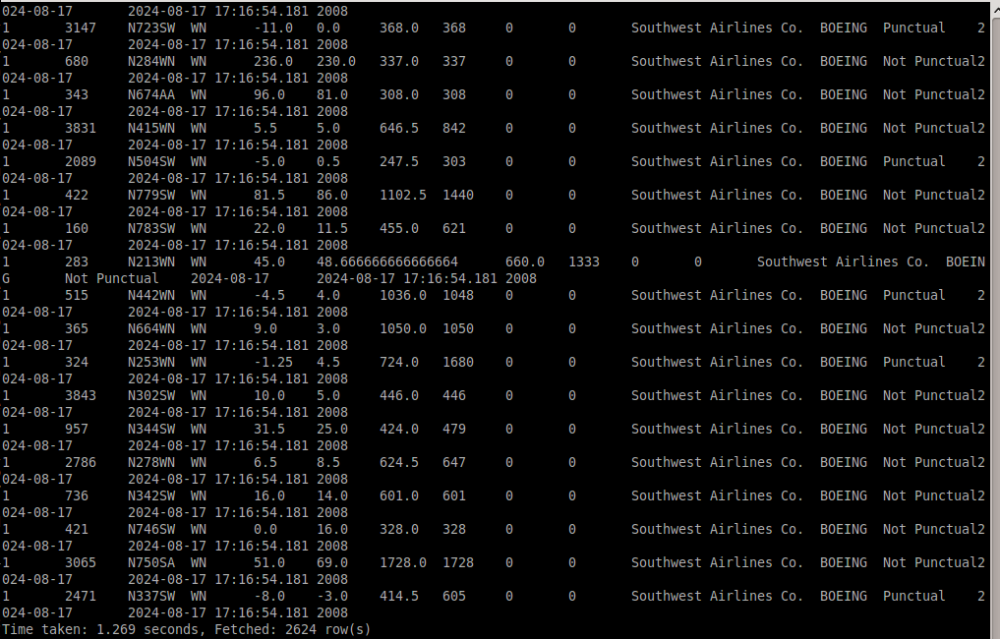 024-08-17	2024-08-17 17:16:54.181	2008
1	3147	N723SW	WN	-11.0	0.0	368.0	368	0	0	Southwest Airlines Co.	BOEING	Punctual	2
024-08-17	2024-08-17 17:16:54.181	2008
1	680	N284WN	WN	236.0	230.0	337.0	337	0	0	Southwest Airlines Co.	BOEING	Not Punctual2
024-08-17	2024-08-17 17:16:54.181	2008
1	343	N674AA	WN	96.0	81.0	308.0	308	0	0	Southwest Airlines Co.	BOEING	Not Punctual2
024-08-17	2024-08-17 17:16:54.181	2008
1	3831	N415WN	WN	5.5	5.0	646.5	842	0	0	Southwest Airlines Co.	BOEING	Not Punctual2
024-08-17	2024-08-17 17:16:54.181	2008
1	2089	N504SW	WN	-5.0	0.5	247.5	303	0	0	Southwest Airlines Co.	BOEING	Punctual	2
024-08-17	2024-08-17 17:16:54.181	2008
1	422	N779SW	WN	81.5	86.0	1102.5	1440	0	0	Southwest Airlines Co.	BOEING	Not Punctual2
024-08-17	2024-08-17 17:16:54.181	2008
1	160	N783SW	WN	22.0	11.5	455.0	621	0	0	Southwest Airlines Co.	BOEING	Not Punctual2
024-08-17	2024-08-17 17:16:54.181	2008
1	283	N213WN	WN	45.0	48.666666666666664	660.0	1333	0	0	Southwest Airlines Co.	BOEIN
G	Not Punctual	2024-08-17	2024-08-17 17:16:54.181	2008
1	515	N442WN	WN	-4.5	4.0	1036.0	1048	0	0	Southwest Airlines Co.	BOEING	Punctual	2
024-08-17	2024-08-17 17:16:54.181	2008
1	365	N664WN	WN	9.0	3.0	1050.0	1050	0	0	Southwest Airlines Co.	BOEING	Not Punctual2
024-08-17	2024-08-17 17:16:54.181	2008
1	324	N253WN	WN	-1.25	4.5	724.0	1680	0	0	Southwest Airlines Co.	BOEING	Punctual	2
024-08-17	2024-08-17 17:16:54.181	2008
1	3843	N302SW	WN	10.0	5.0	446.0	446	0	0	Southwest Airlines Co.	BOEING	Not Punctual2
024-08-17	2024-08-17 17:16:54.181	2008
1	957	N344SW	WN	31.5	25.0	424.0	479	0	0	Southwest Airlines Co.	BOEING	Not Punctual2
024-08-17	2024-08-17 17:16:54.181	2008
1	2786	N278WN	WN	6.5	8.5	624.5	647	0	0	Southwest Airlines Co.	BOEING	Not Punctual2
024-08-17	2024-08-17 17:16:54.181	2008
1	736	N342SW	WN	16.0	14.0	601.0	601	0	0	Southwest Airlines Co.	BOEING	Not Punctual2
024-08-17	2024-08-17 17:16:54.181	2008
1	421	N746SW	WN	0.0	16.0	328.0	328	0	0	Southwest Airlines Co.	BOEING	Not Punctual2
024-08-17	2024-08-17 17:16:54.181	2008
1	3065	N750SA	WN	51.0	69.0	1728.0	1728	0	0	Southwest Airlines Co.	BOEING	Not Punctual2
024-08-17	2024-08-17 17:16:54.181	2008
1	2471	N337SW	WN	-8.0	-3.0	414.5	605	0	0	Southwest Airlines Co.	BOEING	Punctual	2
024-08-17	2024-08-17 17:16:54.181	2008
Time taken: 1.269 seconds, Fetched: 2624 row(s)